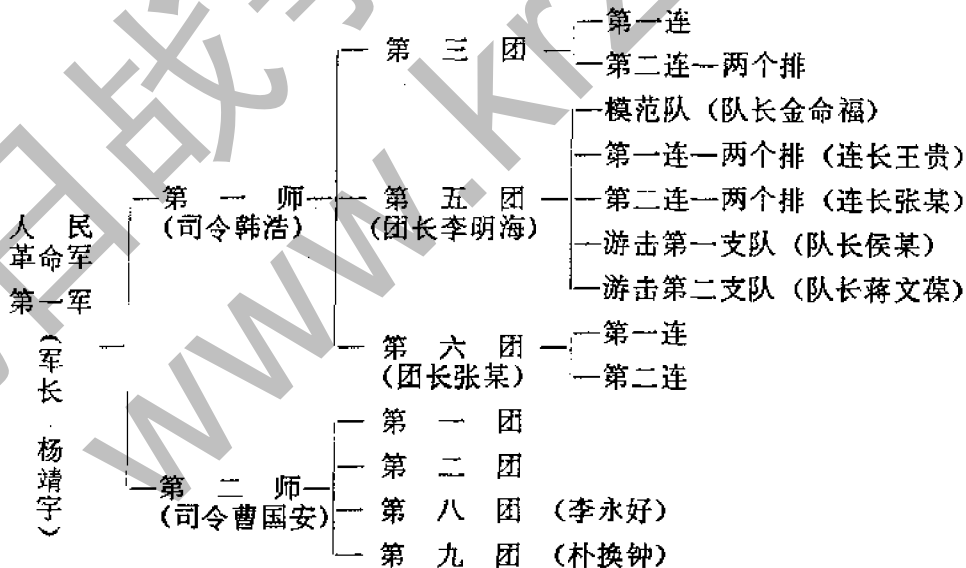 人民
革命军
第一军
（军长 杨靖宇）
第一师
（司令韩浩）
第三团
第一连
第二连—两个排
第五团
（团长李明海）
模范队（队长金命福）
第一连—两个排（连长王贵）
第二连—两个排（连长张某）
游击第一支队（队长侯某）
游击第二支队（队长蒋文葆）
第六团
（团长张某）
第一连
第二连
第二师
（司令曹国安）
第一团
第二团
第八团（李永好）
第九团（朴换钟）
www.krz
日战